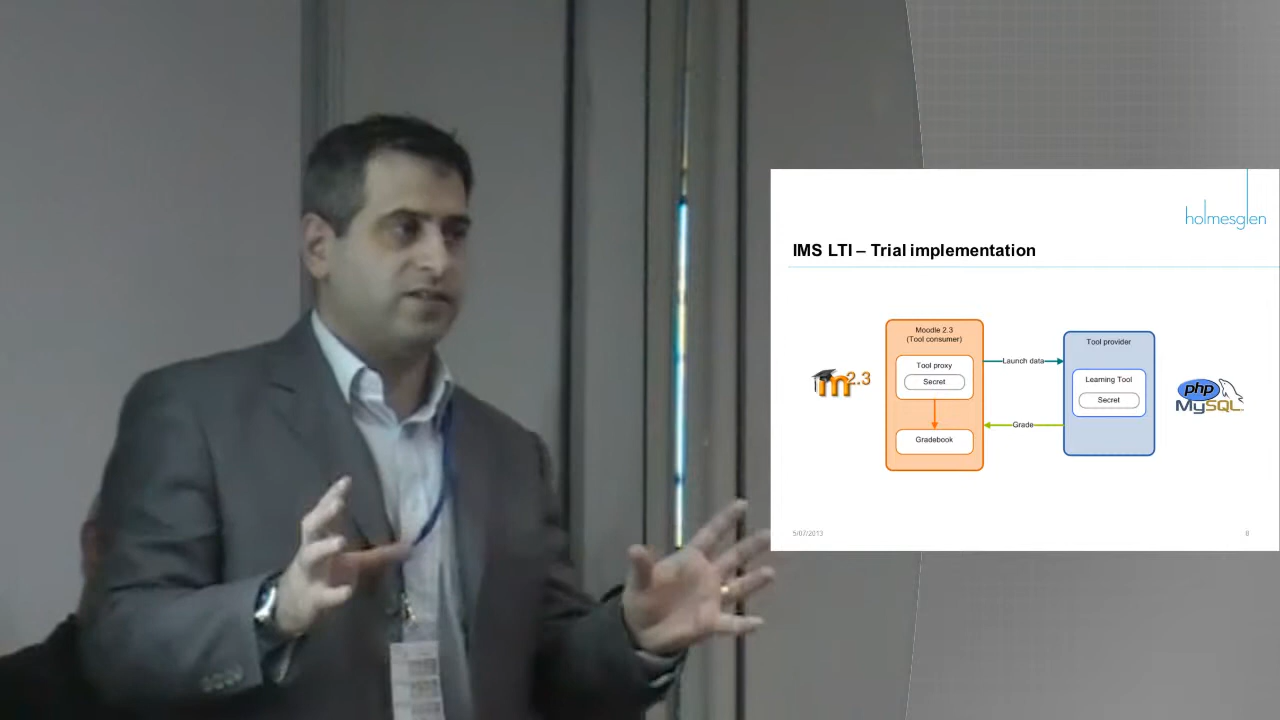 holmesglen
IMS LTI – Trial implementation
Moodle 2.3
(Tool consumer)
Tool proxy
Secret
Gradebook
Launch data
Grade
Tool provider
Learning Tool
Secret
m2.3
php
MySQL
5/07/2013